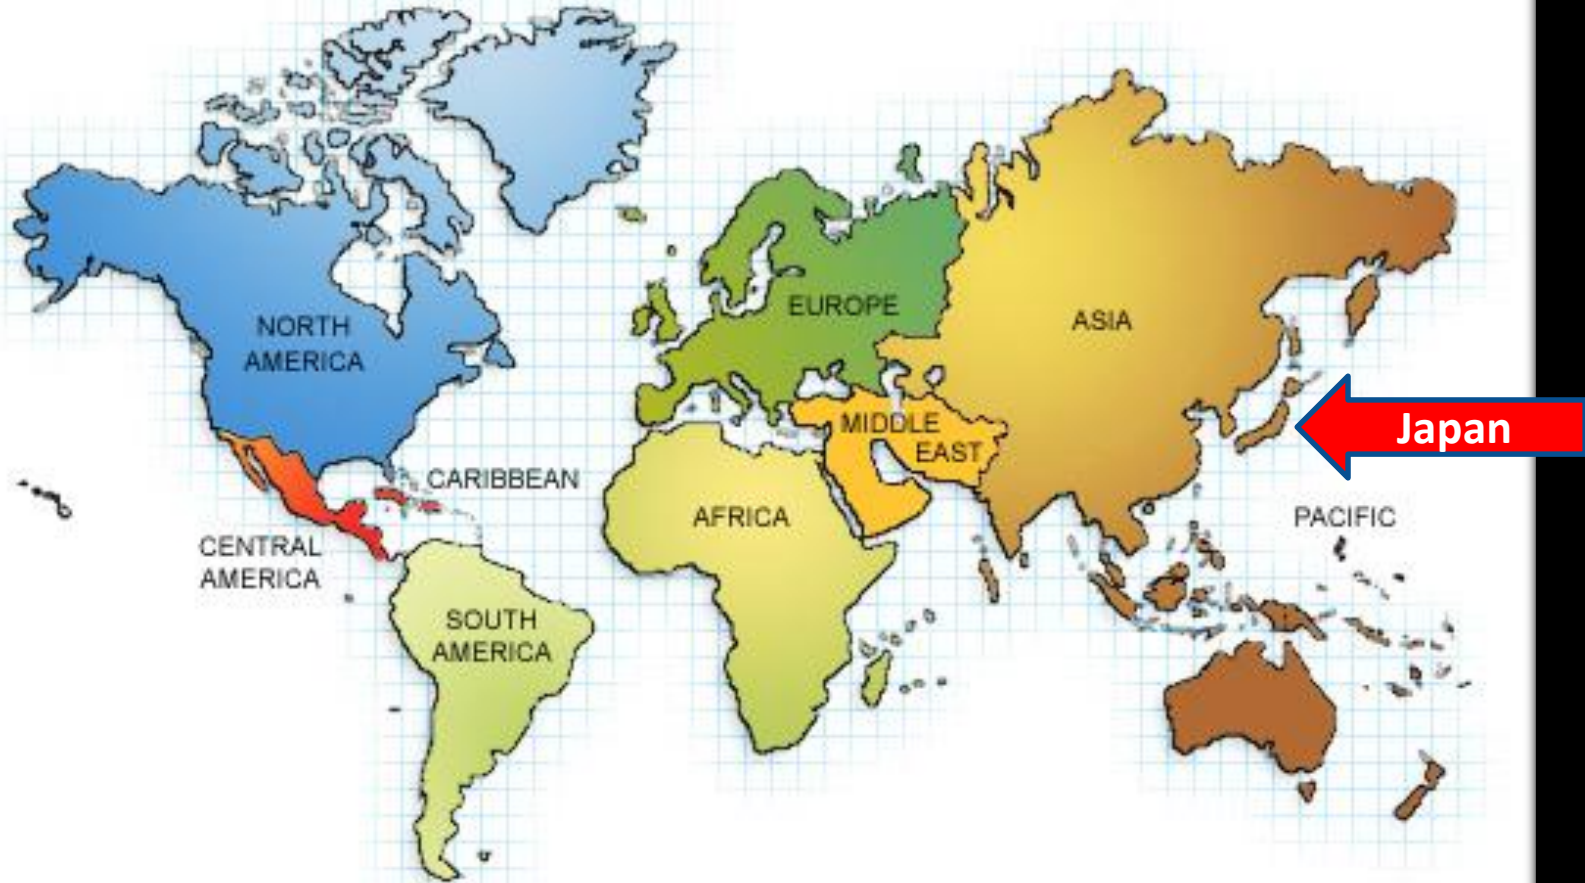 NORTH
AMERICA
EUROPE
ASIA
MIDDLE
EAST
Japan
CARIBBEAN
AFRICA
PACIFIC
CENTRAL
AMERICA
SOUTH
AMERICA